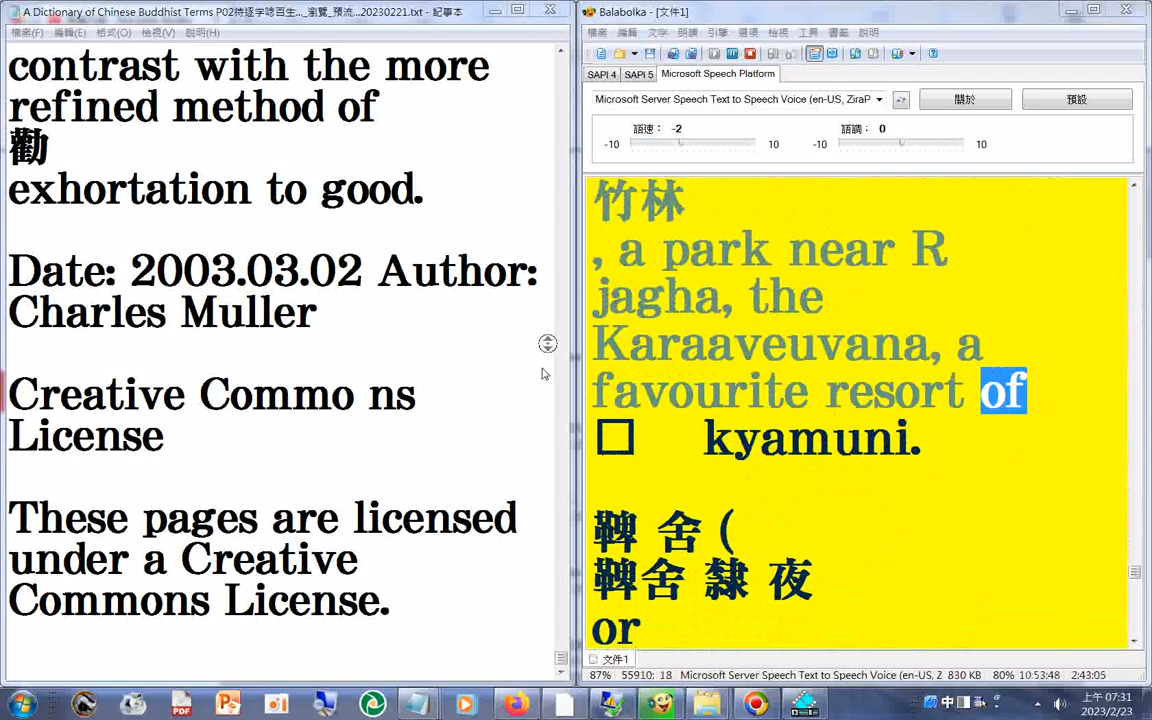 A Dictionary of Chinese Buddhist Terms P02待逐字唸百生..._瀏覽_預流...20230221.txt - 記事本
檔案(F) 編輯(E) 格式(O) 檢視(V) 說明(H)
contrast with the more
refined method of
勸
exhortation to good.
Date: 2003.03.02 Author:
Charles Muller
Creative Commo ns
License
These pages are licensed
under a Creative
Commons License.
Balabolka - [文件1]
檔案 編輯 文字 朗讀 引擎 選項 檢視 工具 書籤 說明
SAPI 4 SAPI 5 Microsoft Speech Platform
Microsoft Server Speech Text to Speech Voice (en-US, ZiraP
關於
預設
語速： -2
語調： 0
-10 10 -10 10
竹林
, a park near R
jagha, the
Karaaveuvana, a
favourite resort of
□ kyamuni.
鞞 舍 (
鞞舍 隸 夜
or
文件1
87% 55910: 18 Microsoft Server Speech Text to Speech Voice (en-US, Z 830 KB 80% 10:53:48 2:43:05
中
上午 07:31
2023/2/23